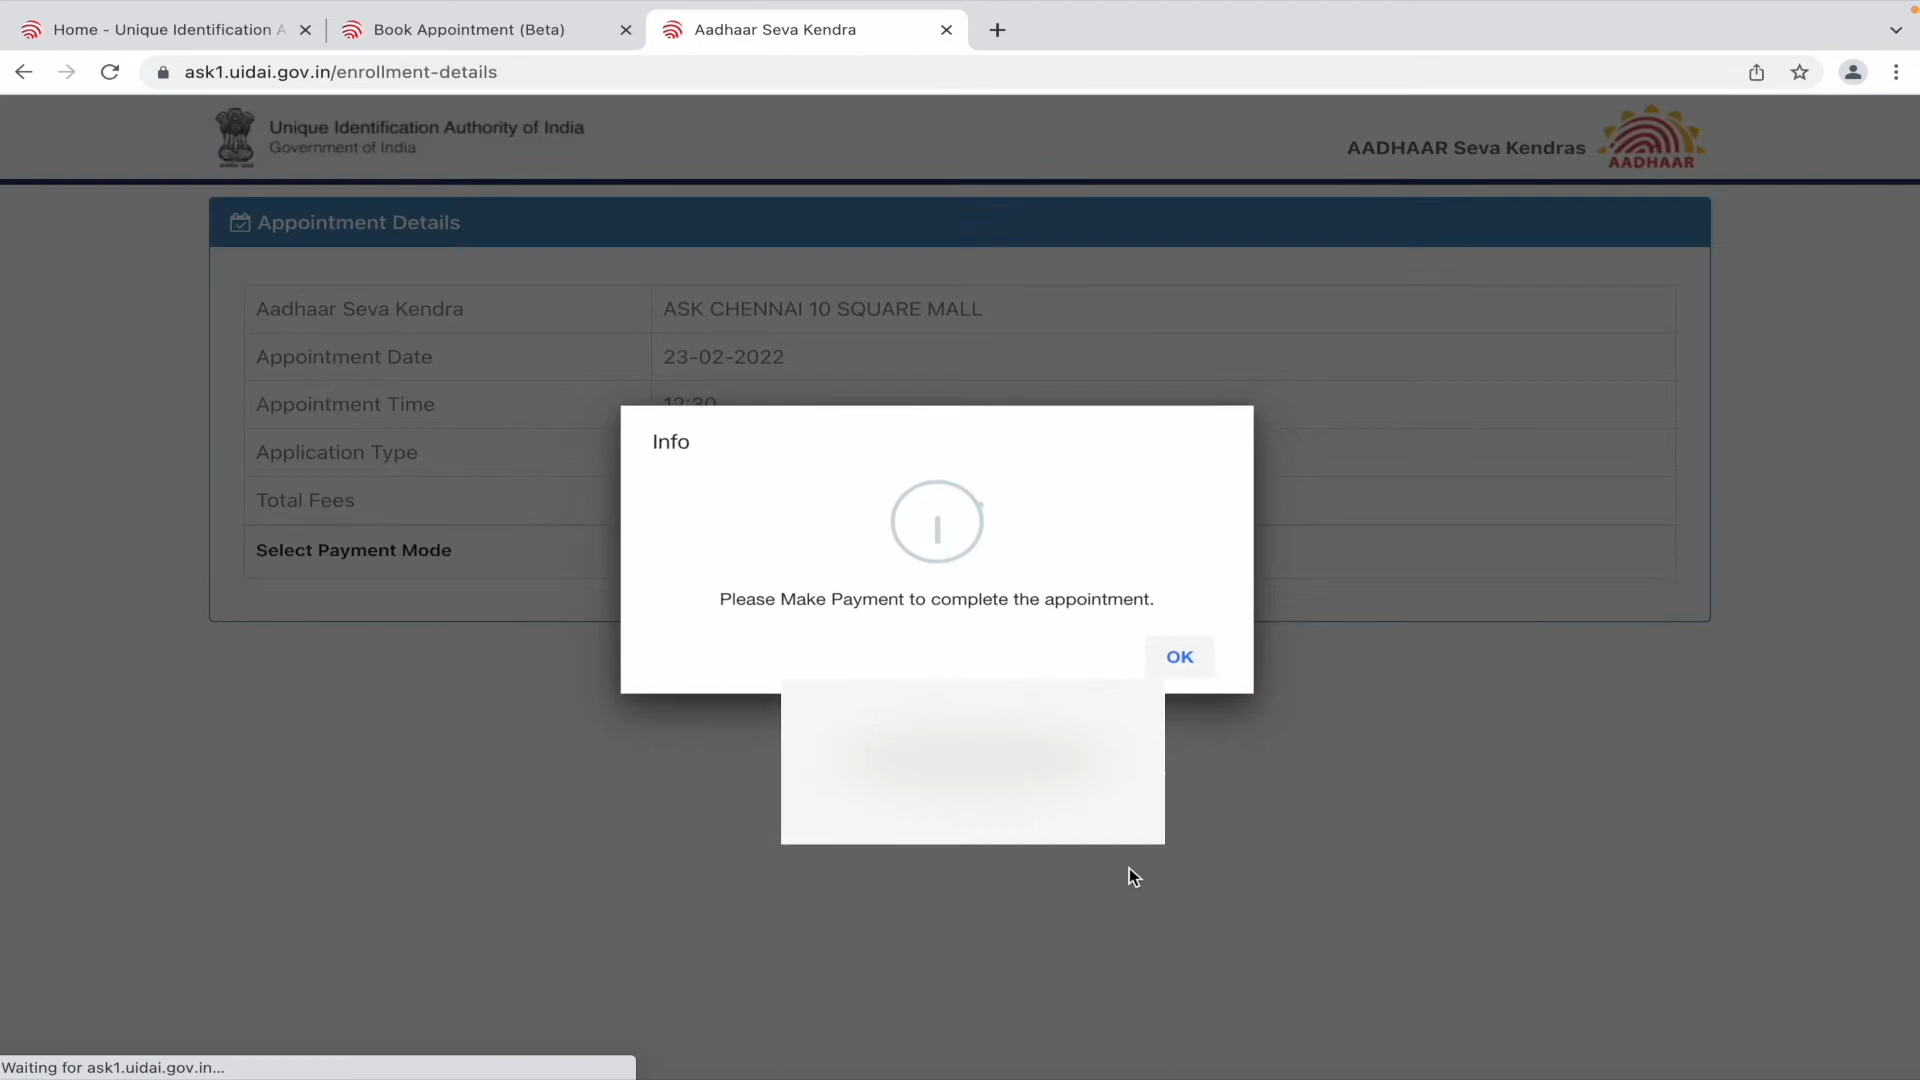 Home - Unique Identification A
Book Appointment (Beta)
Aadhaar Seva Kendra
ask1.uidai.gov.in/enrollment-details
Unique Identification Authority of India
Government of India
AADHAAR Seva Kendras
AADHAAR
Appointment Details
Aadhaar Seva Kendra
ASK CHENNAI 10 SQUARE MALL
Appointment Date
23-02-2022
Appointment Time
12:30
Application Type
Total Fees
Select Payment Mode
Info
Please Make Payment to complete the appointment.
OK
Waiting for ask1.uidai.gov.in...